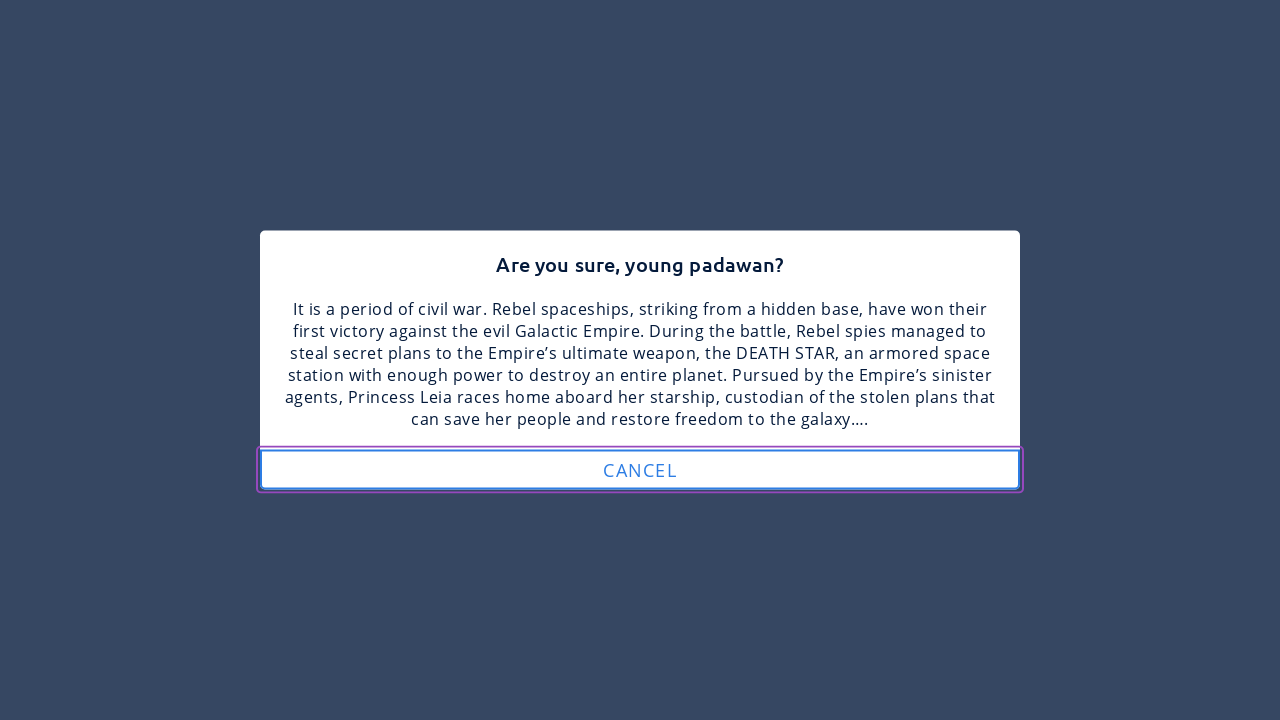 Are you sure, young padawan?
It is a period of civil war. Rebel spaceships, striking from a hidden base, have won their
first victory against the evil Galactic Empire. During the battle, Rebel spies managed to
steal secret plans to the Empire’s ultimate weapon, the DEATH STAR, an armored space
station with enough power to destroy an entire planet. Pursued by the Empire’s sinister
agents, Princess Leia races home aboard her starship, custodian of the stolen plans that
can save her people and restore freedom to the galaxy....
CANCEL